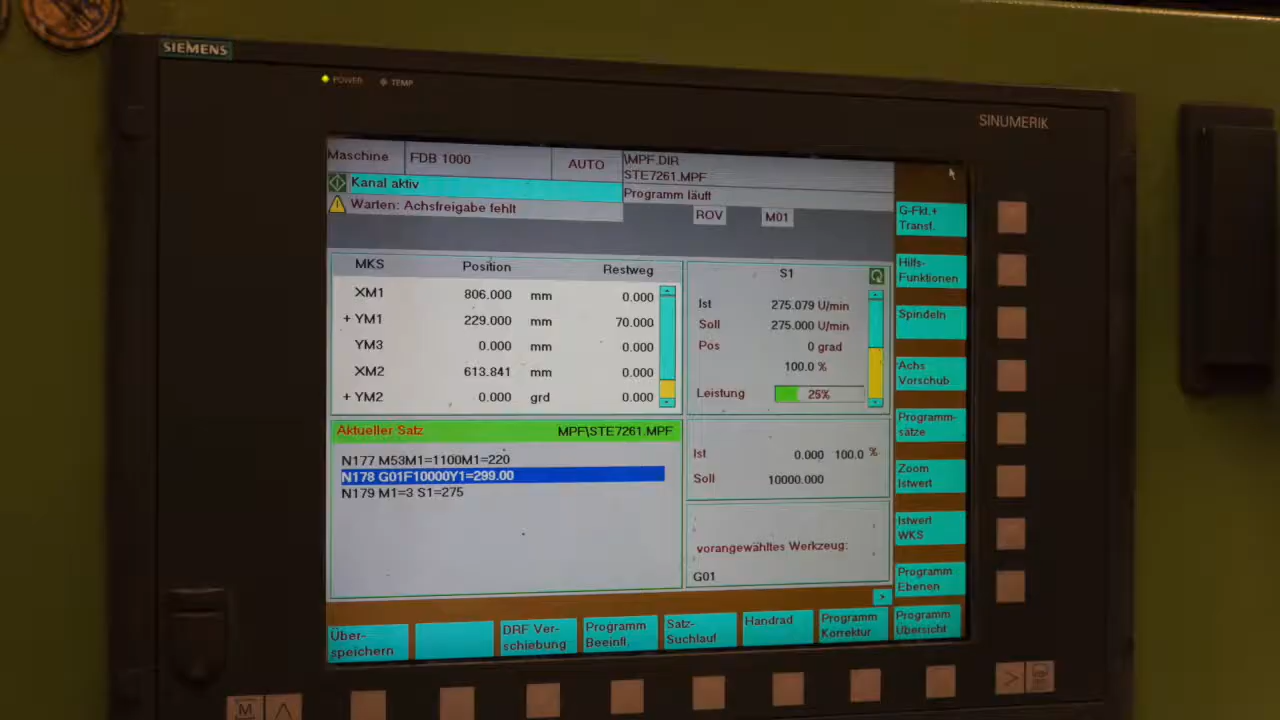 SIEMENS
POWER TEMP
SINUMERIK
Maschine FDB 1000 AUTO \MPF.DIR
STE7261.MPF
Kanal aktiv Programm läuft
Warten: Achsfreigabe fehlt ROV M01
MKS Position Restweg
XM1 806.000 mm 0.000
+ YM1 229.000 mm 70.000
YM3 0.000 mm 0.000
XM2 613.841 mm 0.000
+ YM2 0.000 grd 0.000
S1
Ist 275.079 U/min
Soll 275.000 U/min
Pos 0 grad
100.0 %
Leistung 25%
Aktueller Satz MPF\STE7261.MPF
N177 M53M1=1100M1=220
N178 G01F10000Y1=299.00
N179 M1=3 S1=275
Ist 0.000 100.0 %
Soll 10000.000
vorangewähltes Werkzeug:
G01
G-Fkt.+
Transf.
Hilfs-
Funktionen
Spindeln
Achs
Vorschub
Programm-
sätze
Zoom
Istwert
Istwert
WKS
Programm
Ebenen
>
Über-
speichern
DRF Ver-
schiebung
Programm
Beeinfl.
Satz-
Suchlauf
Handrad
Programm
Korrektur
Programm
Übersicht
M
>